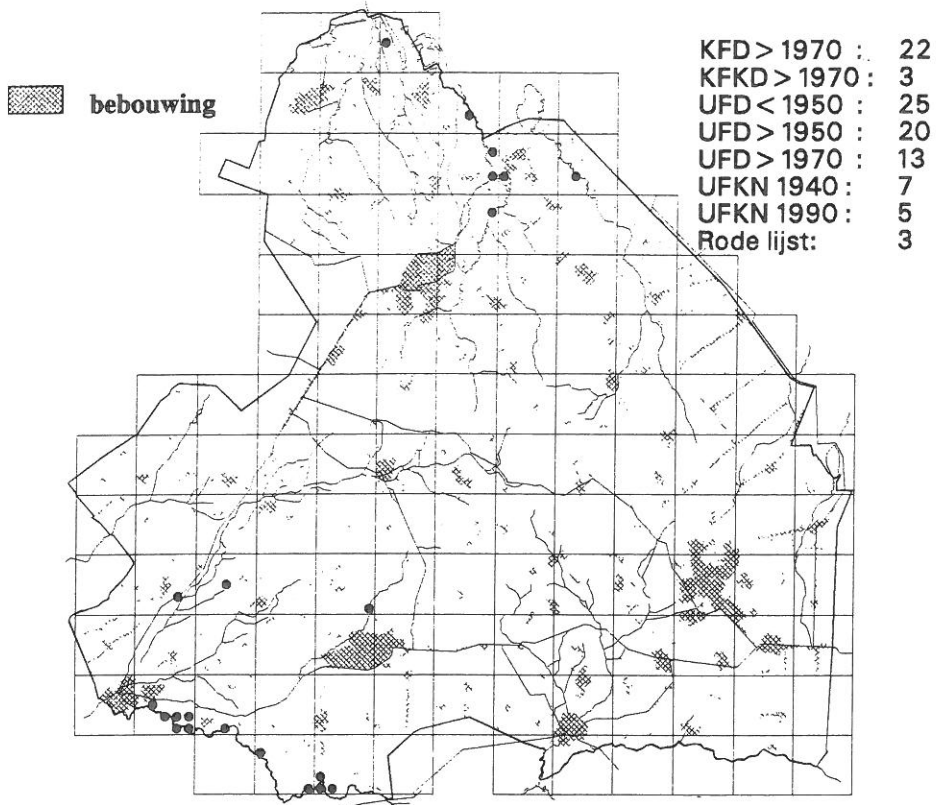 bebouwing
KFD > 1970 : 22
KFKD > 1970 : 3
UFD < 1950 : 25
UFD > 1950 : 20
UFD > 1970 : 13
UFKN 1940 : 7
UFKN 1990 : 5
Rode lijst: 3